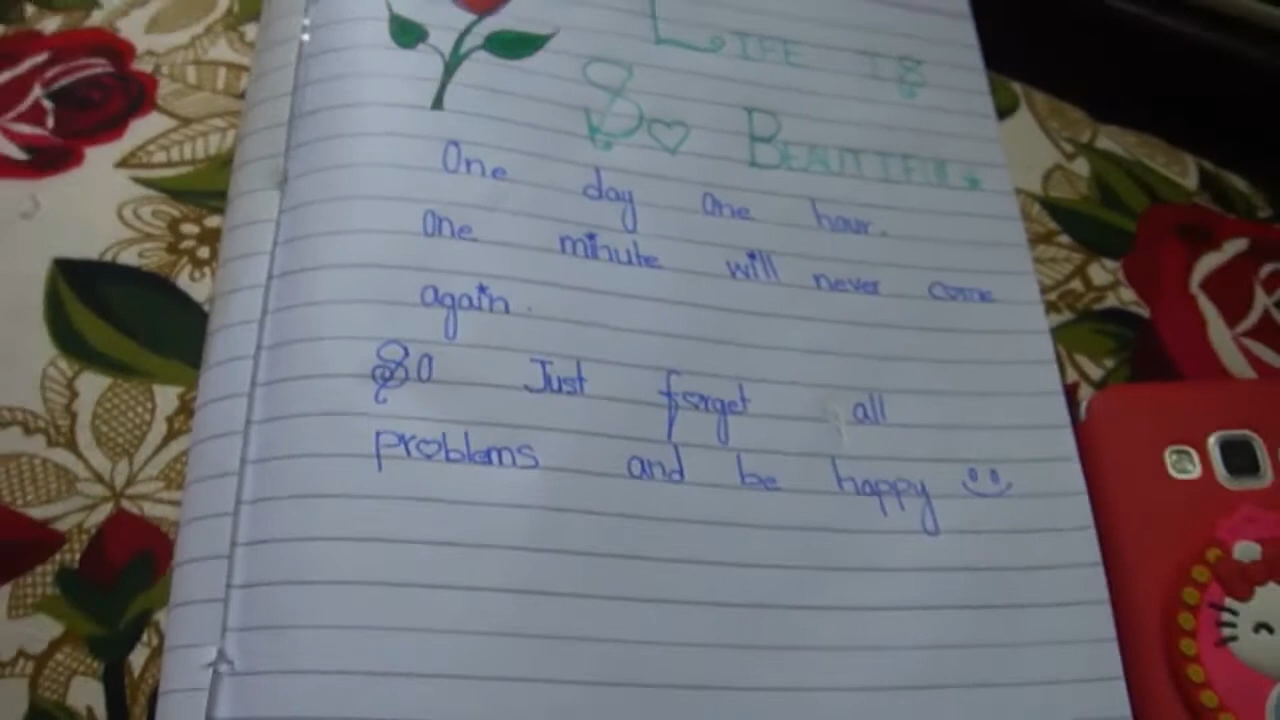 LIFE IS
So BEAUTIFUL
One day one hour.
One minute will never come
again.
So Just forget all
problems and be happy